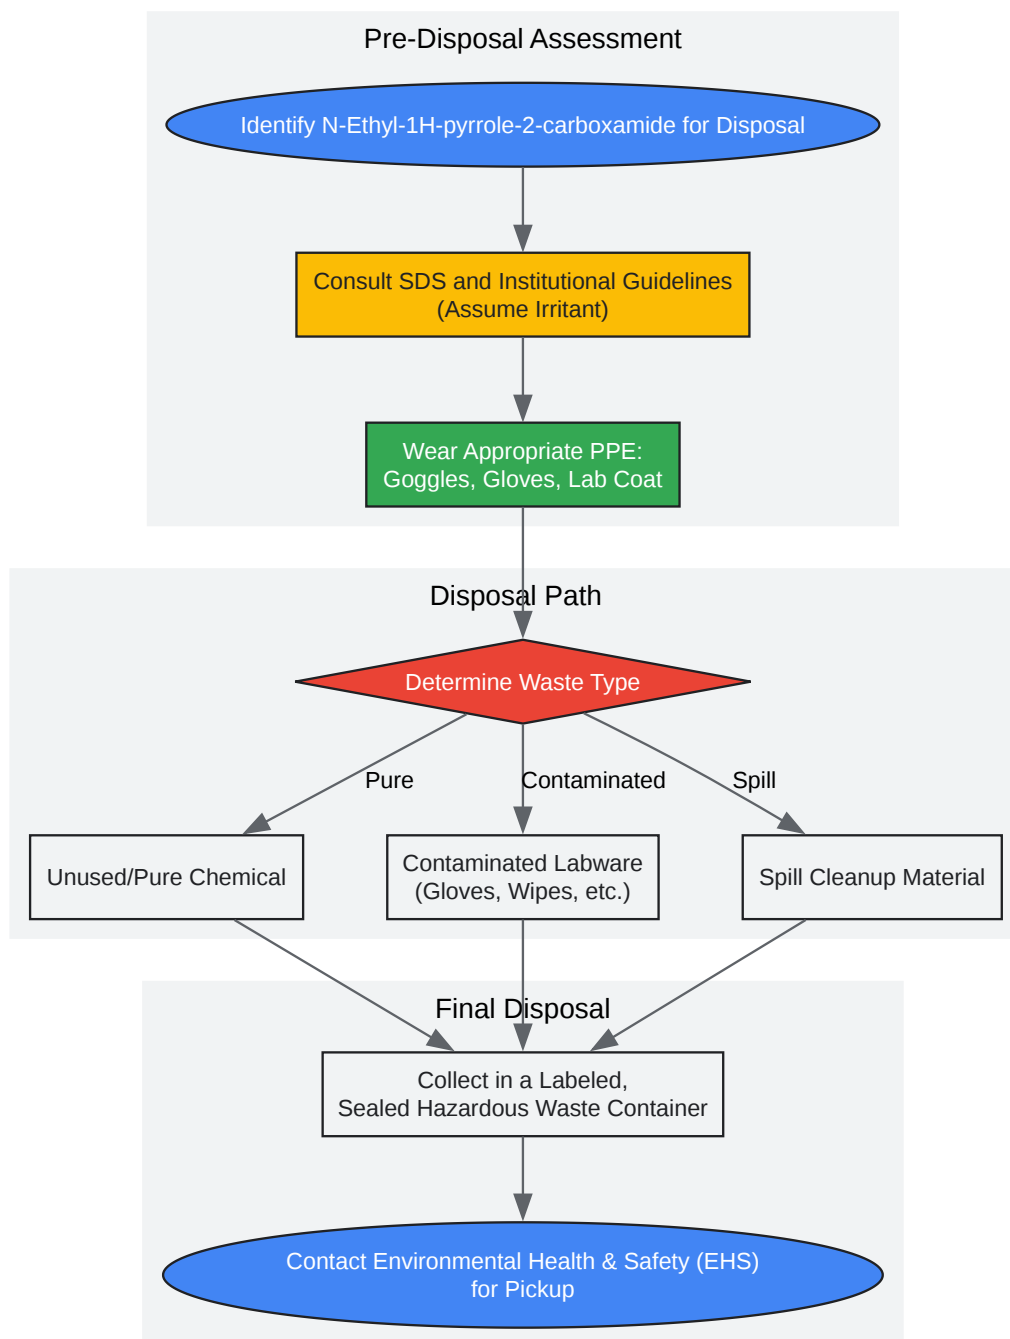 Pre-Disposal Assessment
Identify N-Ethyl-1H-pyrrole-2-carboxamide for Disposal
Consult SDS and Institutional Guidelines
(Assume Irritant)
Wear Appropriate PPE:
Goggles, Gloves, Lab Coat
Disposal Path
Determine Waste Type
Pure
Contaminated
Spill
Unused/Pure Chemical
Contaminated Labware
(Gloves, Wipes, etc.)
Spill Cleanup Material
Final Disposal
Collect in a Labeled,
Sealed Hazardous Waste Container
Contact Environmental Health & Safety (EHS)
for Pickup